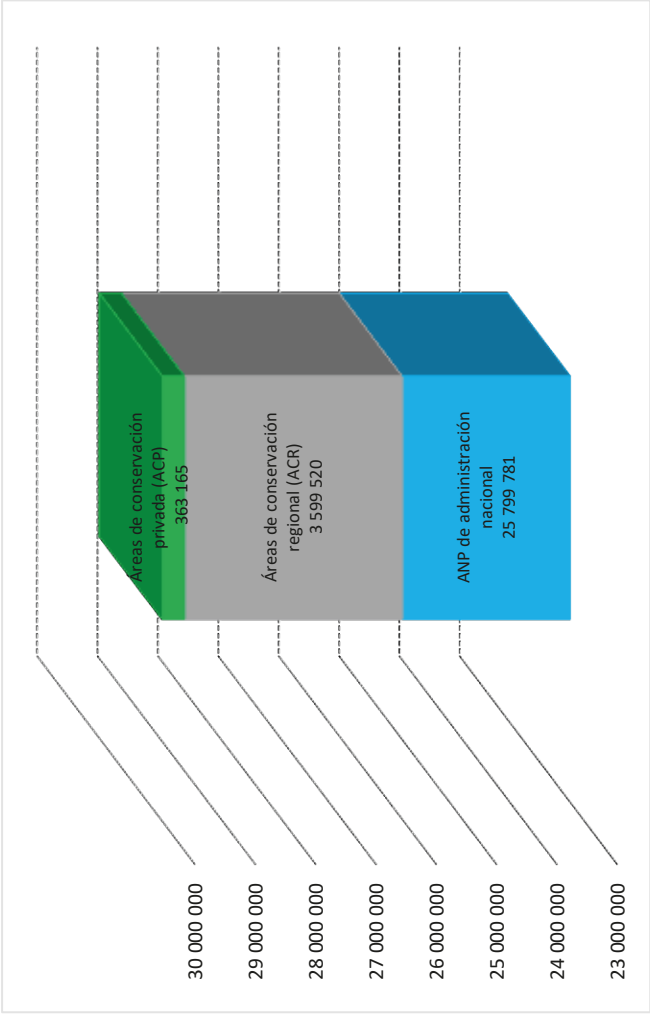 30 000 000
29 000 000
28 000 000
27 000 000
26 000 000
25 000 000
24 000 000
23 000 000
Áreas de conservación
privada (ACP)
363 165
Áreas de conservación
regional (ACR)
3 599 520
ANP de administración
nacional
25 799 781